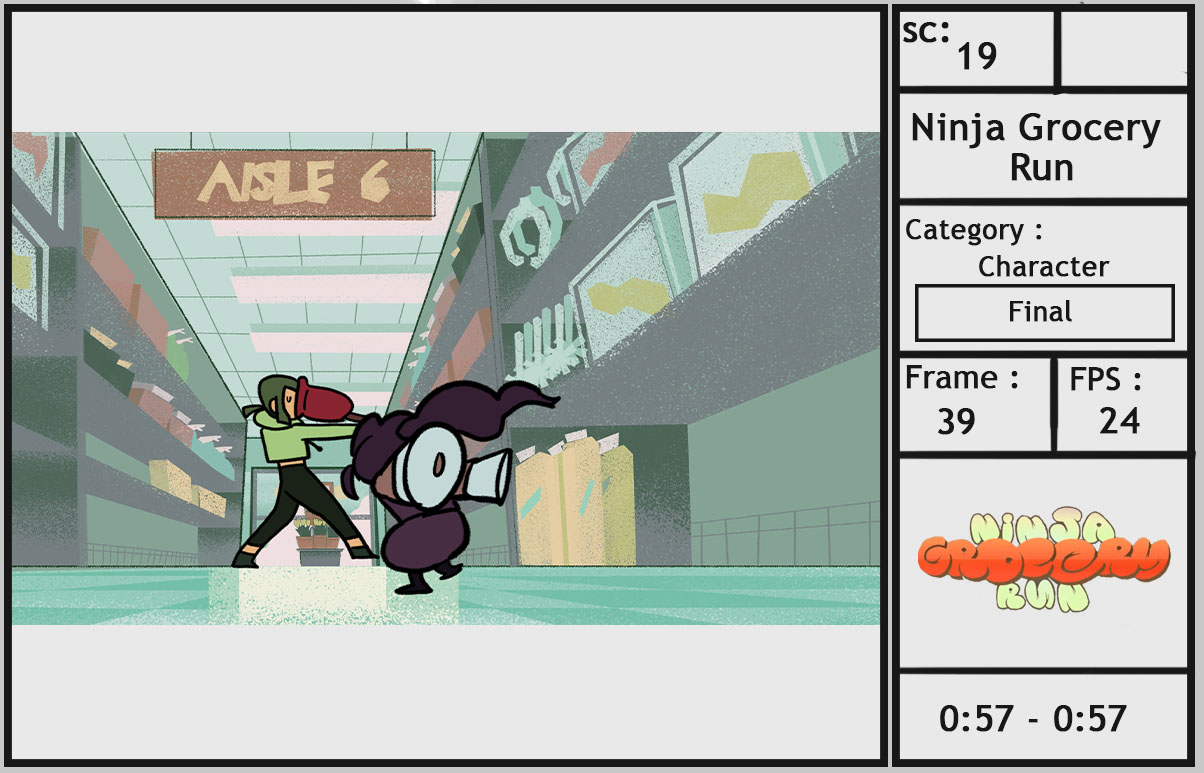 AISLE 6
SC:
19
Ninja Grocery
Run
Category :
Character
Final
Frame :
39
FPS :
24
NINJA
GROCERY
RUN
0:57 - 0:57